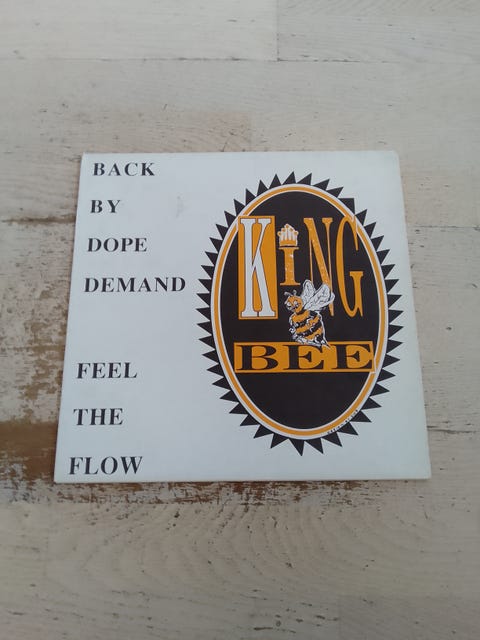 BACK
BY
DOPE
DEMAND
FEEL
THE
FLOW
KiNG
BEE